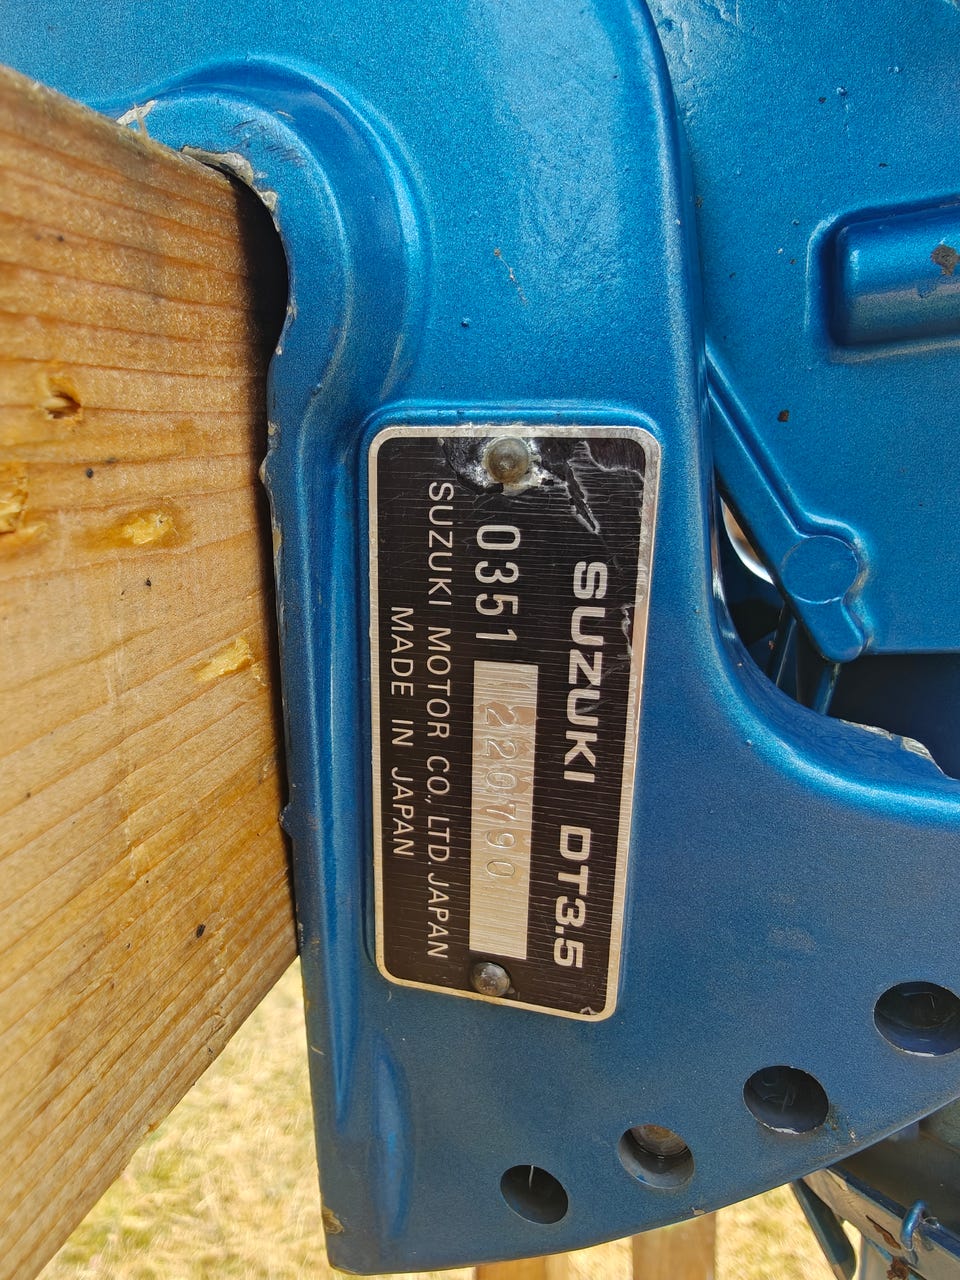 SUZUKI DT3.5
0351 220790
SUZUKI MOTOR CO., LTD. JAPAN
MADE IN JAPAN